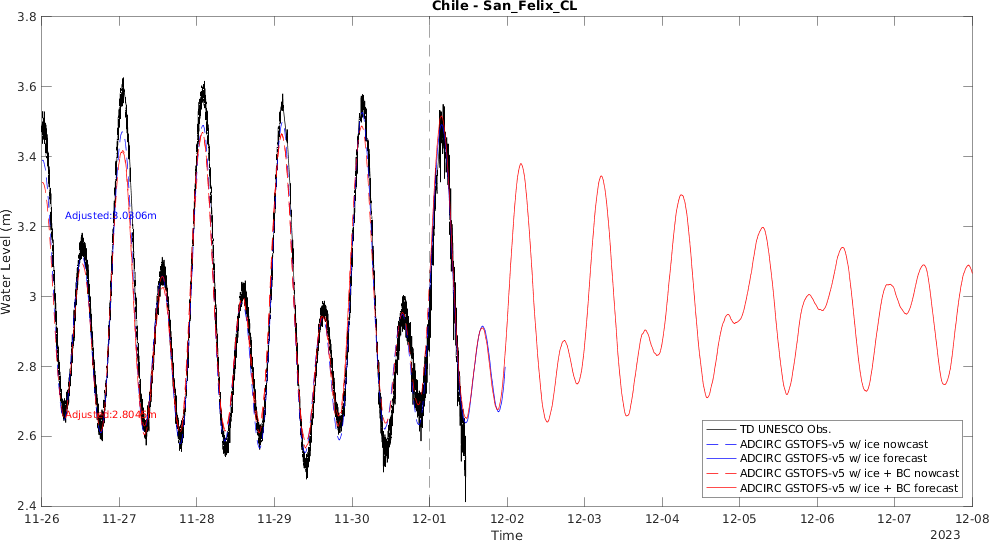 Chile - San_Felix_CL
3.8
3.6
3.4
3.2
3
2.8
2.6
2.4
Water Level (m)
Adjusted:3.0306m
TD UNESCO Obs.
ADCIRC GSTOFS-v5 w/ ice nowcast
ADCIRC GSTOFS-v5 w/ ice forecast
ADCIRC GSTOFS-v5 w/ ice + BC nowcast
ADCIRC GSTOFS-v5 w/ ice + BC forecast
11-26 11-27 11-28 11-29 11-30 12-01 12-02 12-03 12-04 12-05 12-06 12-07 12-08
Time
2023